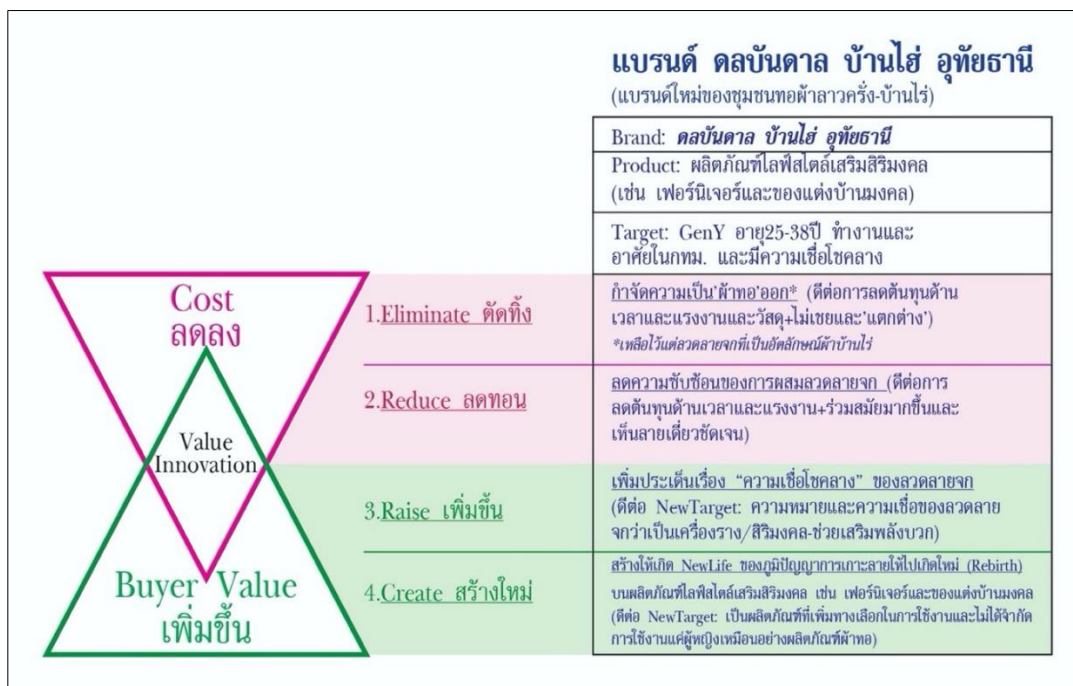 แบรนด์ ดลบันดาล บ้านไฮ่ อุทัยธานี
(แบรนด์ใหม่ของชุมชนทอผ้าลาวครั่ง-บ้านไร่)
Brand: ดลบันดาล บ้านไฮ่ อุทัยธานี
Product: ผลิตภัณฑ์ไลฟ์สไตล์เสริมสิริมงคล
(เช่น เฟอร์นิเจอร์และของแต่งบ้านมงคล)
Target: GenY อายุ25-38ปี ทำงานและ
อาศัยในกทม. และมีความเชื่อโชคลาง
Cost
ลดลง
Value
Innovation
Buyer Value
เพิ่มขึ้น
1.Eliminate ตัดทิ้ง
กำจัดความเป็น'ผ้าทอ'ออก* (ดีต่อการลดต้นทุนด้าน
เวลาและแรงงานและวัสดุ+ไม่เชยและ'แตกต่าง')
*เหลือไว้แต่ลวดลายจกที่เป็นอัตลักษณ์ผ้าบ้านไร่
2.Reduce ลดทอน
ลดความซับซ้อนของการผสมลวดลายจก (ดีต่อการ
ลดต้นทุนด้านเวลาและแรงงาน+ร่วมสมัยมากขึ้นและ
เห็นลายเดี่ยวชัดเจน)
3.Raise เพิ่มขึ้น
เพิ่มประเด็นเรื่อง "ความเชื่อโชคลาง" ของลวดลายจก
(ดีต่อ NewTarget: ความหมายและความเชื่อของลวดลาย
จกว่าเป็นเครื่องราง/สิริมงคล-ช่วยเสริมพลังบวก)
4.Create สร้างใหม่
สร้างให้เกิด NewLife ของภูมิปัญญาการเกาะลายให้ไปเกิดใหม่ (Rebirth)
บนผลิตภัณฑ์ไลฟ์สไตล์เสริมสิริมงคล เช่น เฟอร์นิเจอร์และของแต่งบ้านมงคล
(ดีต่อ NewTarget: เป็นผลิตภัณฑ์ที่เพิ่มทางเลือกในการใช้งานและไม่ได้จำกัด
การใช้งานแค่ผู้หญิงเหมือนอย่างผลิตภัณฑ์ผ้าทอ)